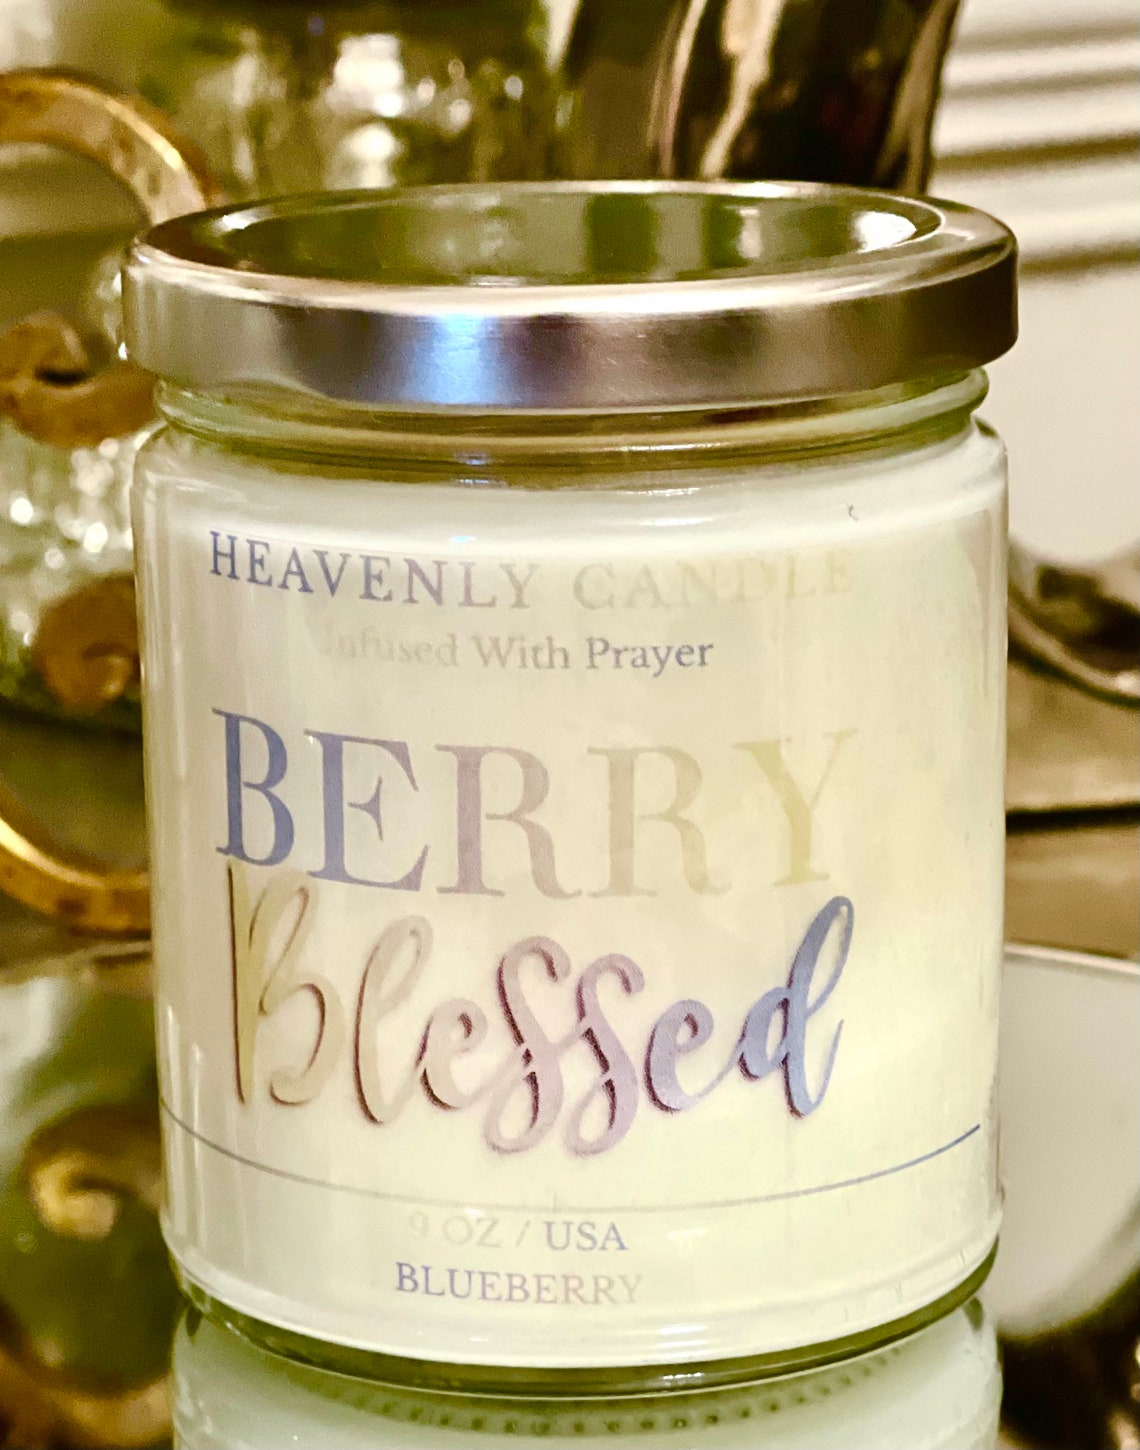 HEAVENLY CANDLE
Infused With Prayer
BERRY
Blessed
9 OZ / USA
BLUEBERRY